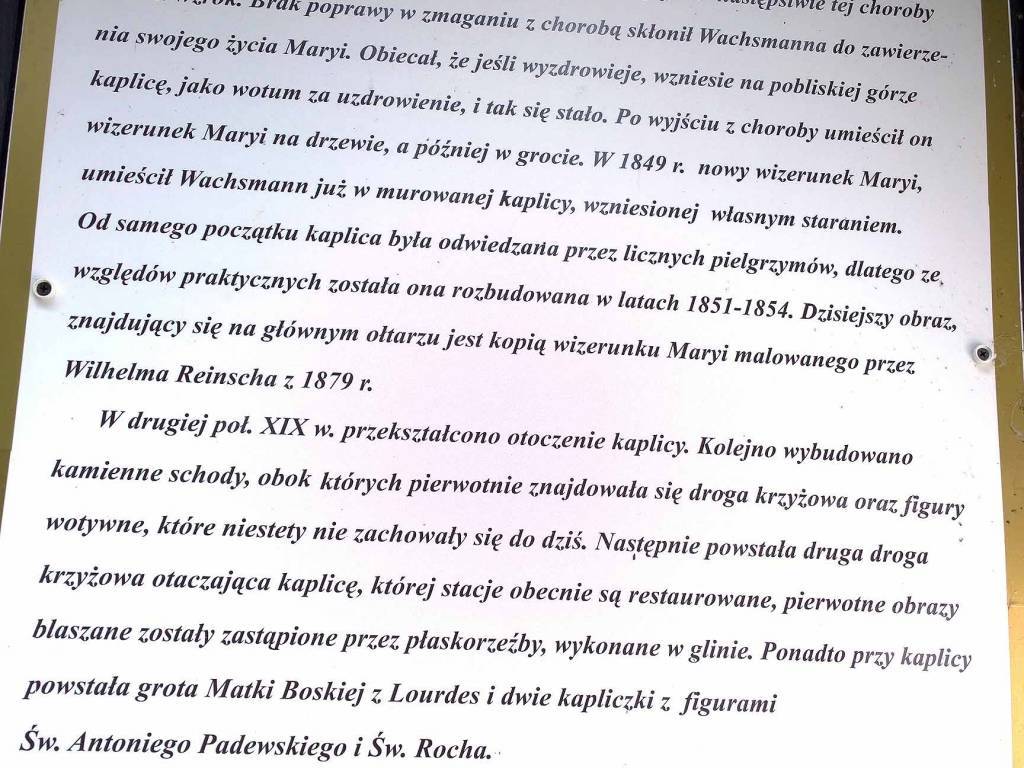 następstwie tej choroby
wzrok. Brak poprawy w zmaganiu z chorobą skłonił Wachsmanna do zawierze-
nia swojego życia Maryi. Obiecał, że jeśli wyzdrowieje, wzniesie na pobliskiej górze
kaplicę, jako wotum za uzdrowienie, i tak się stało. Po wyjściu z choroby umieścił on
wizerunek Maryi na drzewie, a później w grocie. W 1849 r. nowy wizerunek Maryi,
umieścił Wachsmann już w murowanej kaplicy, wzniesionej własnym staraniem.
Od samego początku kaplica była odwiedzana przez licznych pielgrzymów, dlatego ze
względów praktycznych została ona rozbudowana w latach 1851-1854. Dzisiejszy obraz,
znajdujący się na głównym ołtarzu jest kopią wizerunku Maryi malowanego przez
Wilhelma Reinscha z 1879 r.
W drugiej poł. XIX w. przekształcono otoczenie kaplicy. Kolejno wybudowano
kamienne schody, obok których pierwotnie znajdowała się droga krzyżowa oraz figury
wotywne, które niestety nie zachowały się do dziś. Następnie powstała druga droga
krzyżowa otaczająca kaplicę, której stacje obecnie są restaurowane, pierwotne obrazy
blaszane zostały zastąpione przez płaskorzeźby, wykonane w glinie. Ponadto przy kaplicy
powstała grota Matki Boskiej z Lourdes i dwie kapliczki z figurami
Św. Antoniego Padewskiego i Św. Rocha.